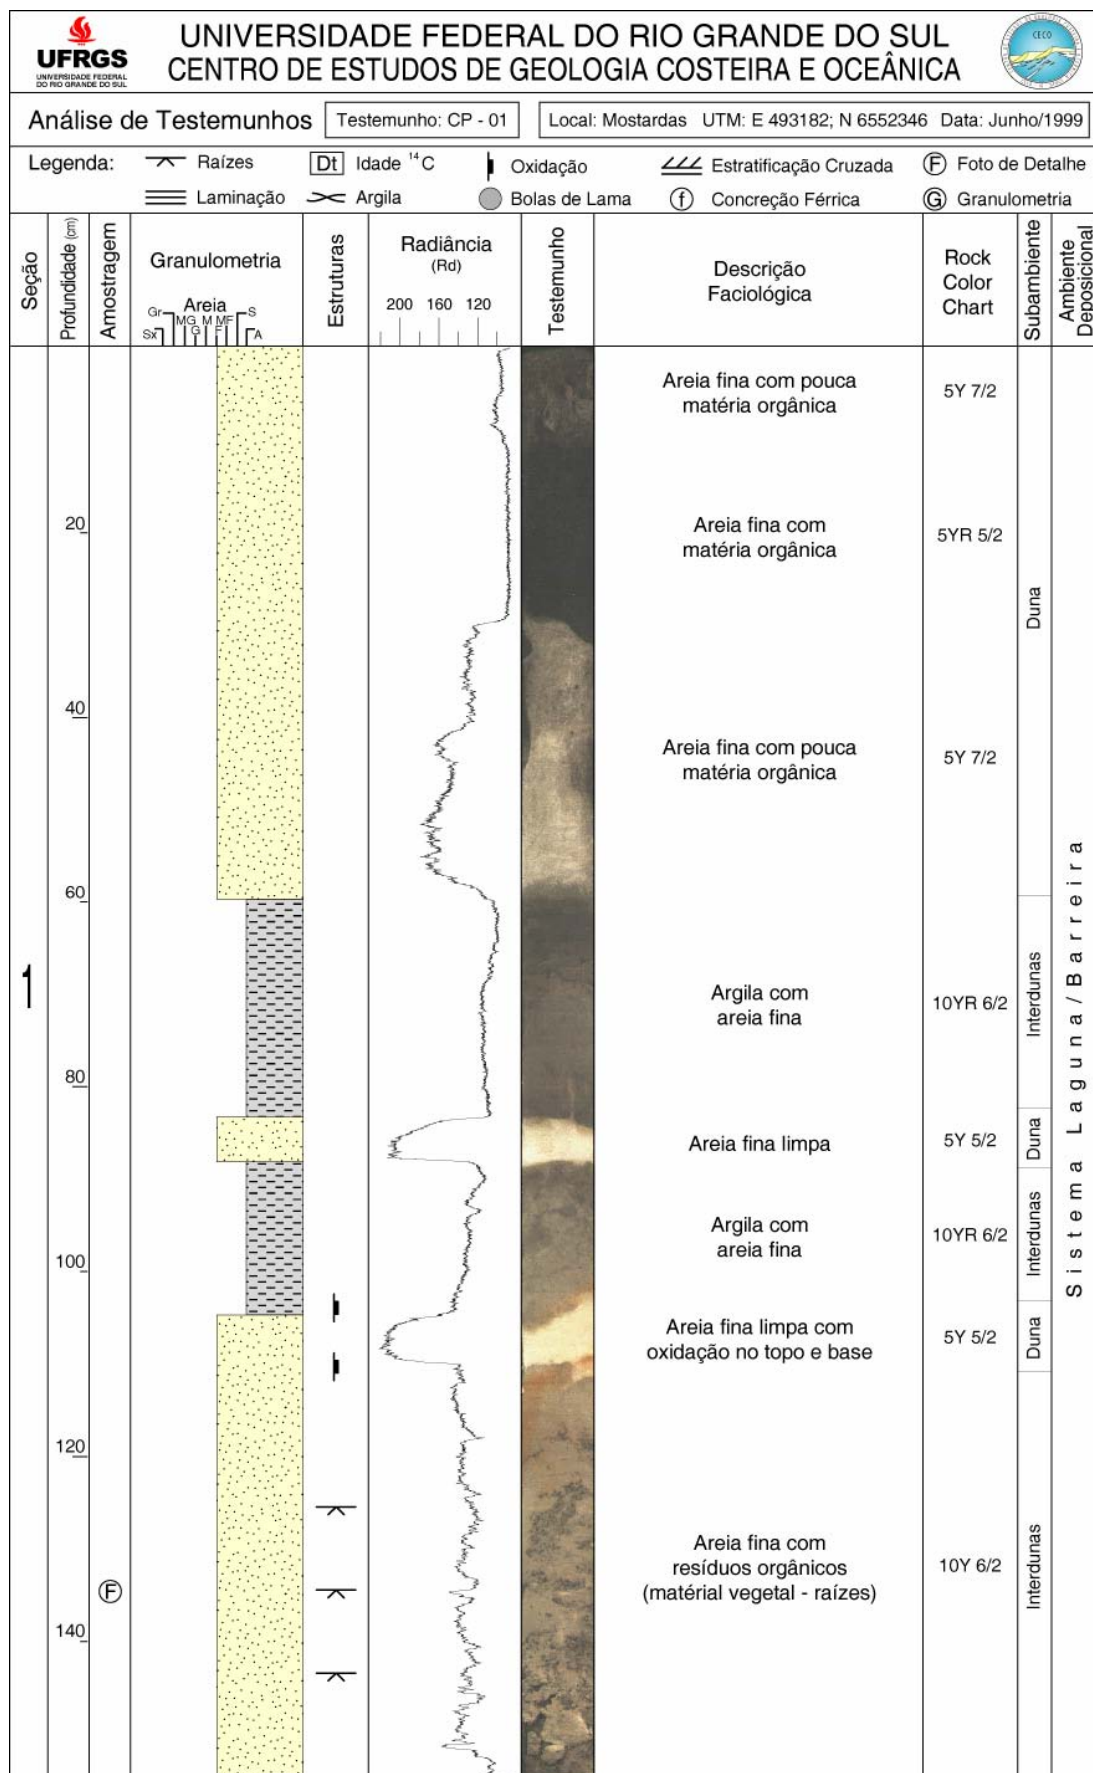 UFRGS
UNIVERSIDADE FEDERAL
DO RIO GRANDE DO SUL
UNIVERSIDADE FEDERAL DO RIO GRANDE DO SUL
CENTRO DE ESTUDOS DE GEOLOGIA COSTEIRA E OCEÂNICA
CECO
Análise de Testemunhos
Testemunho: CP - 01
Local: Mostardas UTM: E 493182; N 6552346 Data: Junho/1999
Legenda:
Raízes
Dt Idade 14C
Oxidação
Estratificação Cruzada
F Foto de Detalhe
Laminação
Argila
Bolas de Lama
f Concreção Férrica
G Granulometria
Seção
Profundidade (cm)
Amostragem
Granulometria
Areia
Gr
S
MG M MF
Sx
G F
A
Estruturas
Radiância
(Rd)
200 160 120
Testemunho
Descrição
Faciológica
Rock
Color
Chart
Subambiente
Ambiente
Deposicional
Areia fina com pouca
matéria orgânica
5Y 7/2
20
Areia fina com
matéria orgânica
5YR 5/2
Duna
40
Areia fina com pouca
matéria orgânica
5Y 7/2
60
1
Argila com
areia fina
10YR 6/2
Interdunas
Sistema Laguna/Barreira
80
Areia fina limpa
5Y 5/2
Duna
Argila com
areia fina
10YR 6/2
Interdunas
100
Areia fina limpa com
oxidação no topo e base
5Y 5/2
Duna
120
Areia fina com
resíduos orgânicos
(matérial vegetal - raízes)
10Y 6/2
Interdunas
F
140